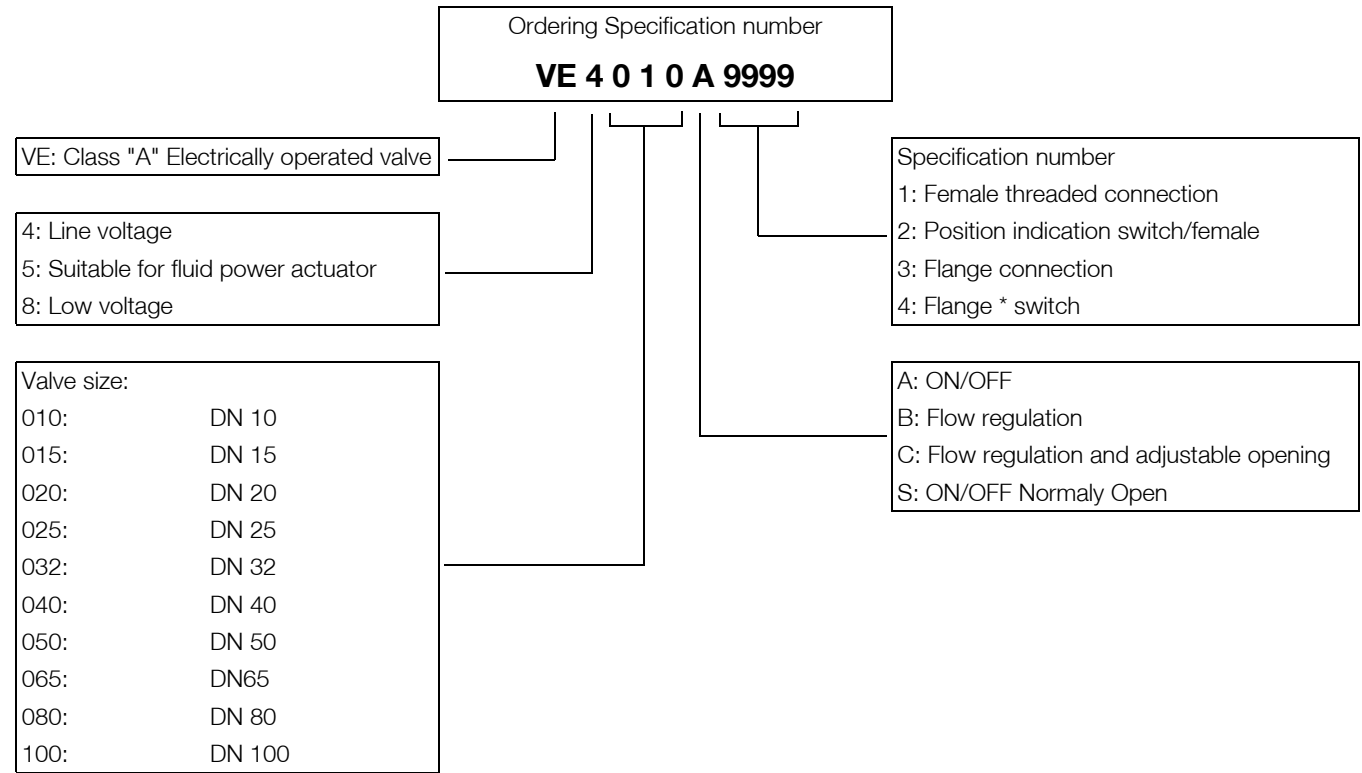 Ordering Specification number
VE 4 0 1 0 A 9999
VE: Class "A" Electrically operated valve
4: Line voltage
5: Suitable for fluid power actuator
8: Low voltage
Valve size:
010: DN 10
015: DN 15
020: DN 20
025: DN 25
032: DN 32
040: DN 40
050: DN 50
065: DN65
080: DN 80
100: DN 100
Specification number
1: Female threaded connection
2: Position indication switch/female
3: Flange connection
4: Flange * switch
A: ON/OFF
B: Flow regulation
C: Flow regulation and adjustable opening
S: ON/OFF Normaly Open